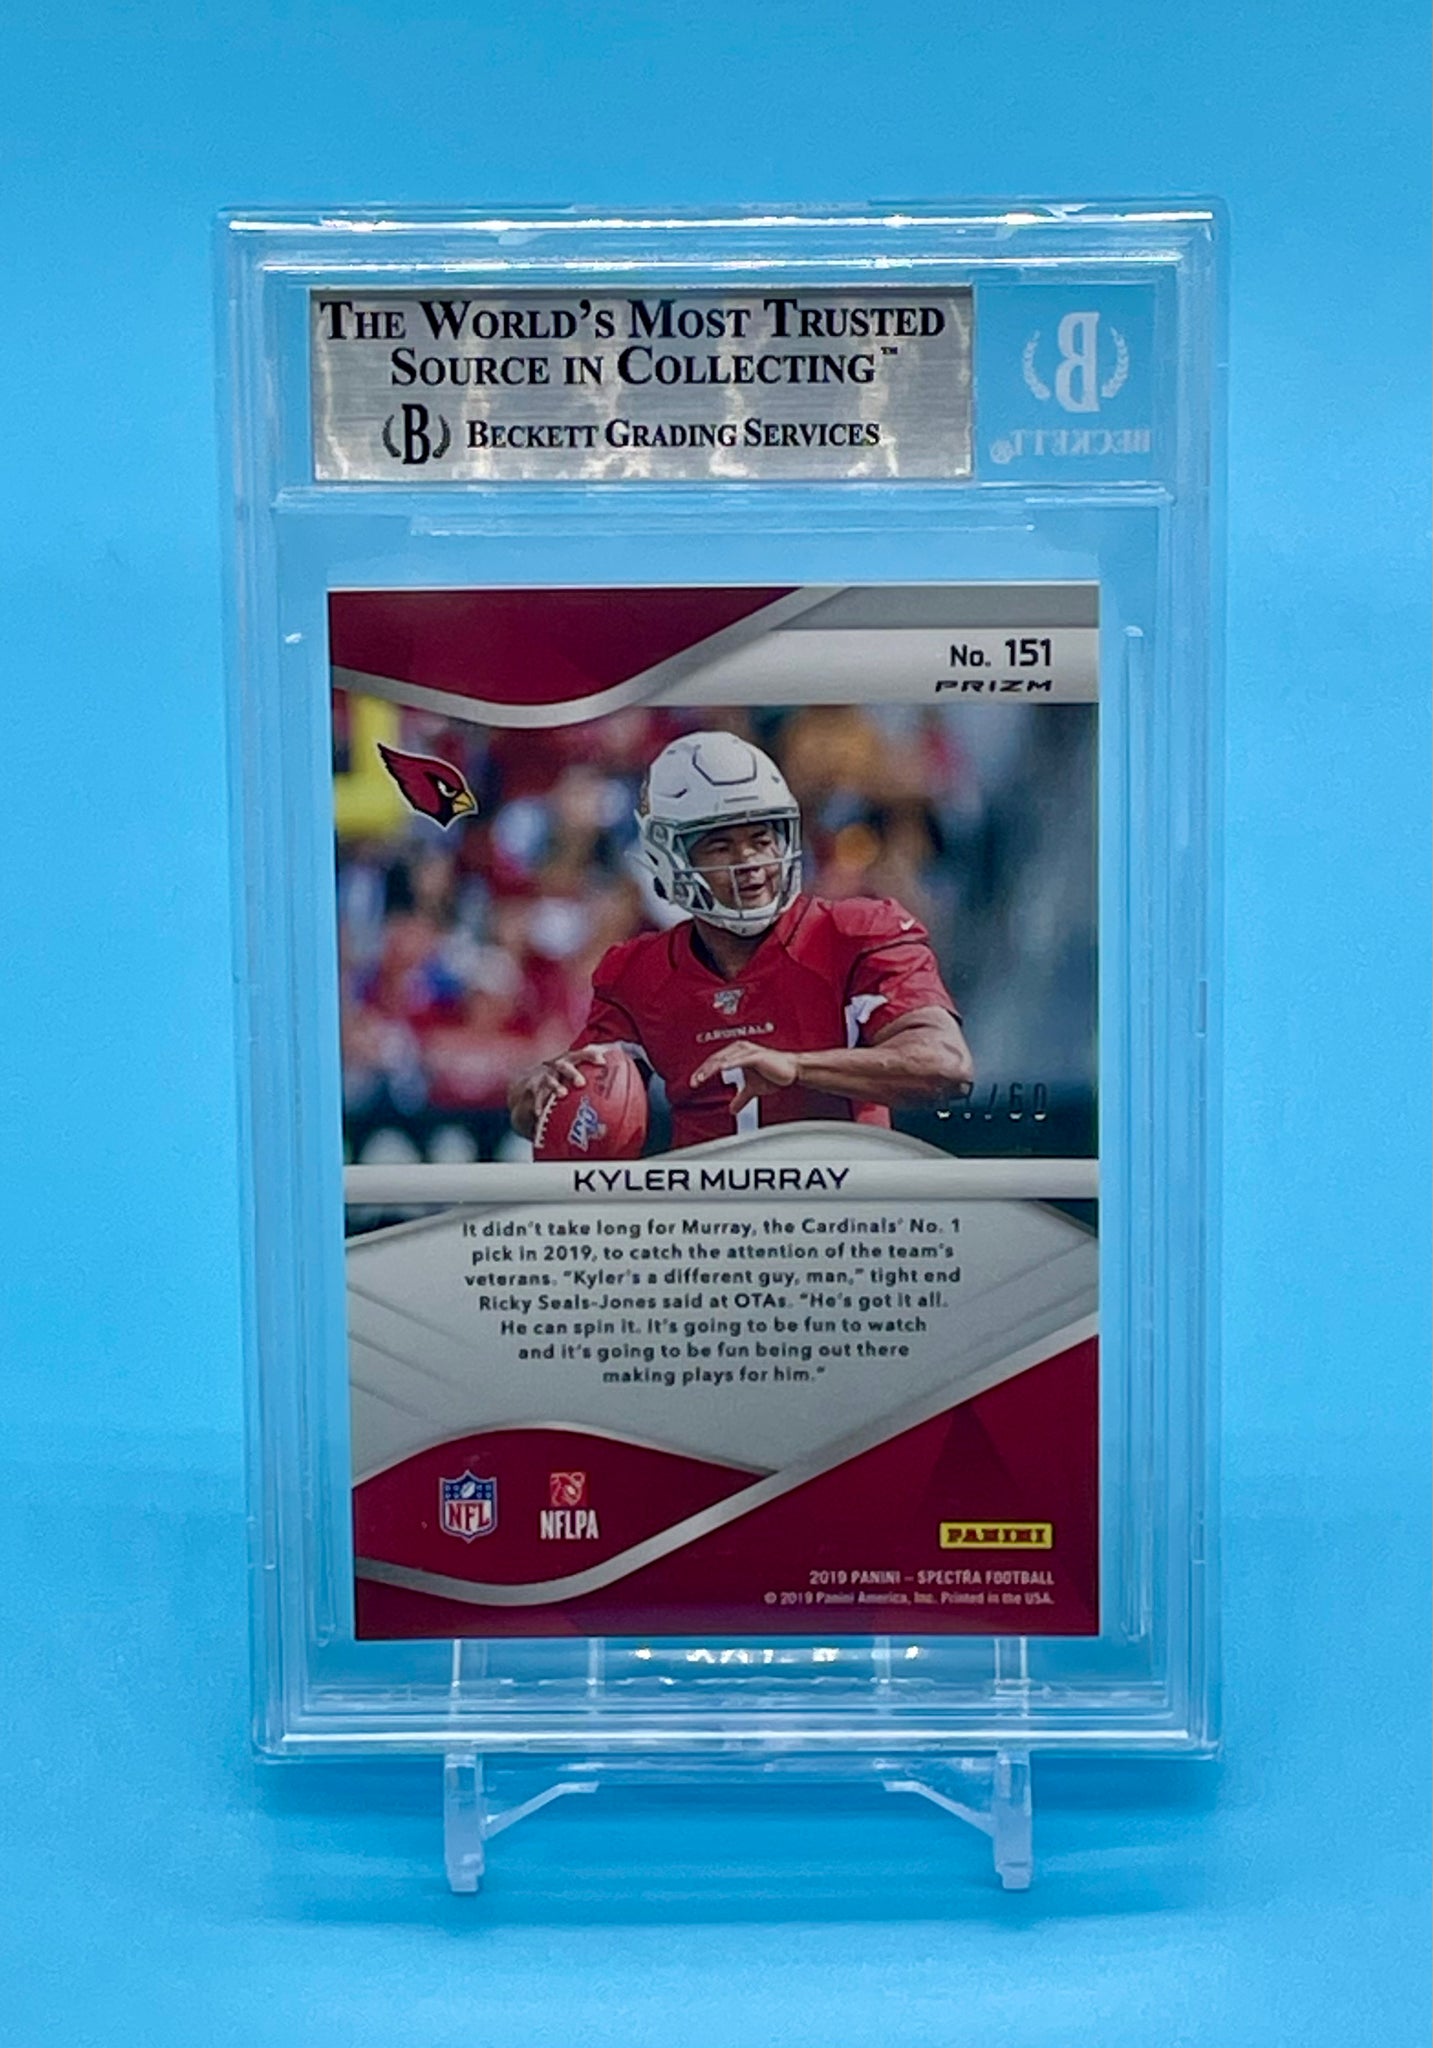 THE WORLD'S MOST TRUSTED
SOURCE IN COLLECTING™
B BECKETT GRADING SERVICES
B
BECKETT®
No. 151
PRIZM
CARDINALS
1
/60
KYLER MURRAY
It didn't take long for Murray, the Cardinals' No. 1
pick in 2019, to catch the attention of the team's
veterans. "Kyler's a different guy, man," tight end
Ricky Seals-Jones said at OTAs. "He's got it all.
He can spin it. It's going to be fun to watch
and it's going to be fun being out there
making plays for him."
NFL
NFLPA
PANINI
2019 PANINI – SPECTRA FOOTBALL
© 2019 Panini America, Inc. Printed in the USA.